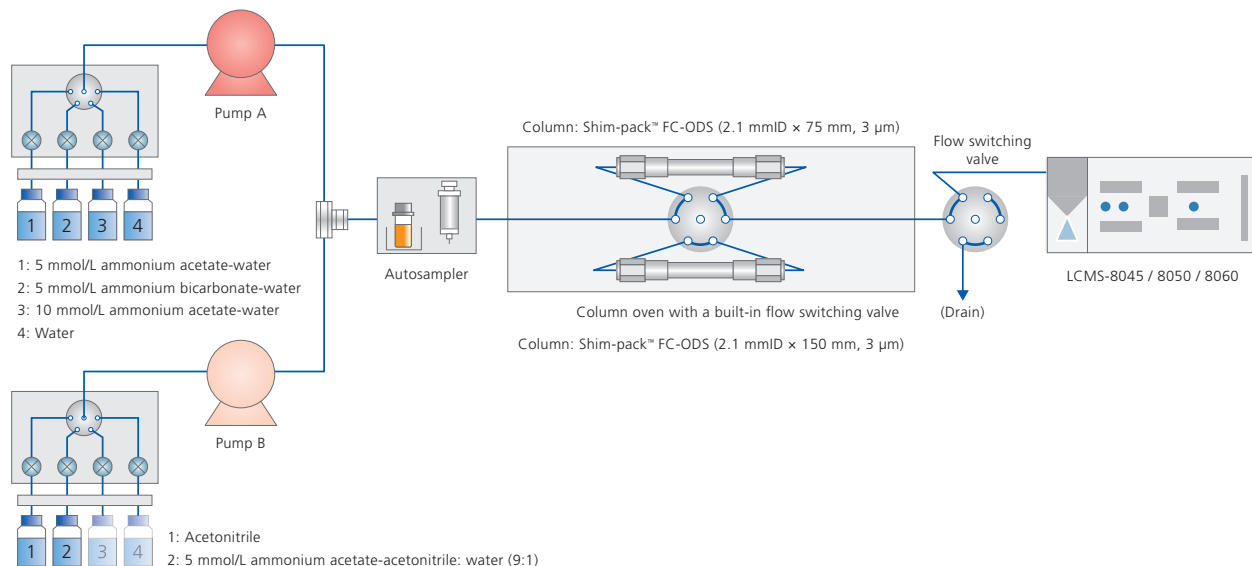 Pump A
1 2 3 4
1: 5 mmol/L ammonium acetate-water
2: 5 mmol/L ammonium bicarbonate-water
3: 10 mmol/L ammonium acetate-water
4: Water
Pump B
1 2 3 4
1: Acetonitrile
2: 5 mmol/L ammonium acetate-acetonitrile: water (9:1)
Autosampler
Column: Shim-pack™ FC-ODS (2.1 mmID × 75 mm, 3 µm)
Column oven with a built-in flow switching valve
Column: Shim-pack™ FC-ODS (2.1 mmID × 150 mm, 3 µm)
Flow switching
valve
(Drain)
LCMS-8045 / 8050 / 8060